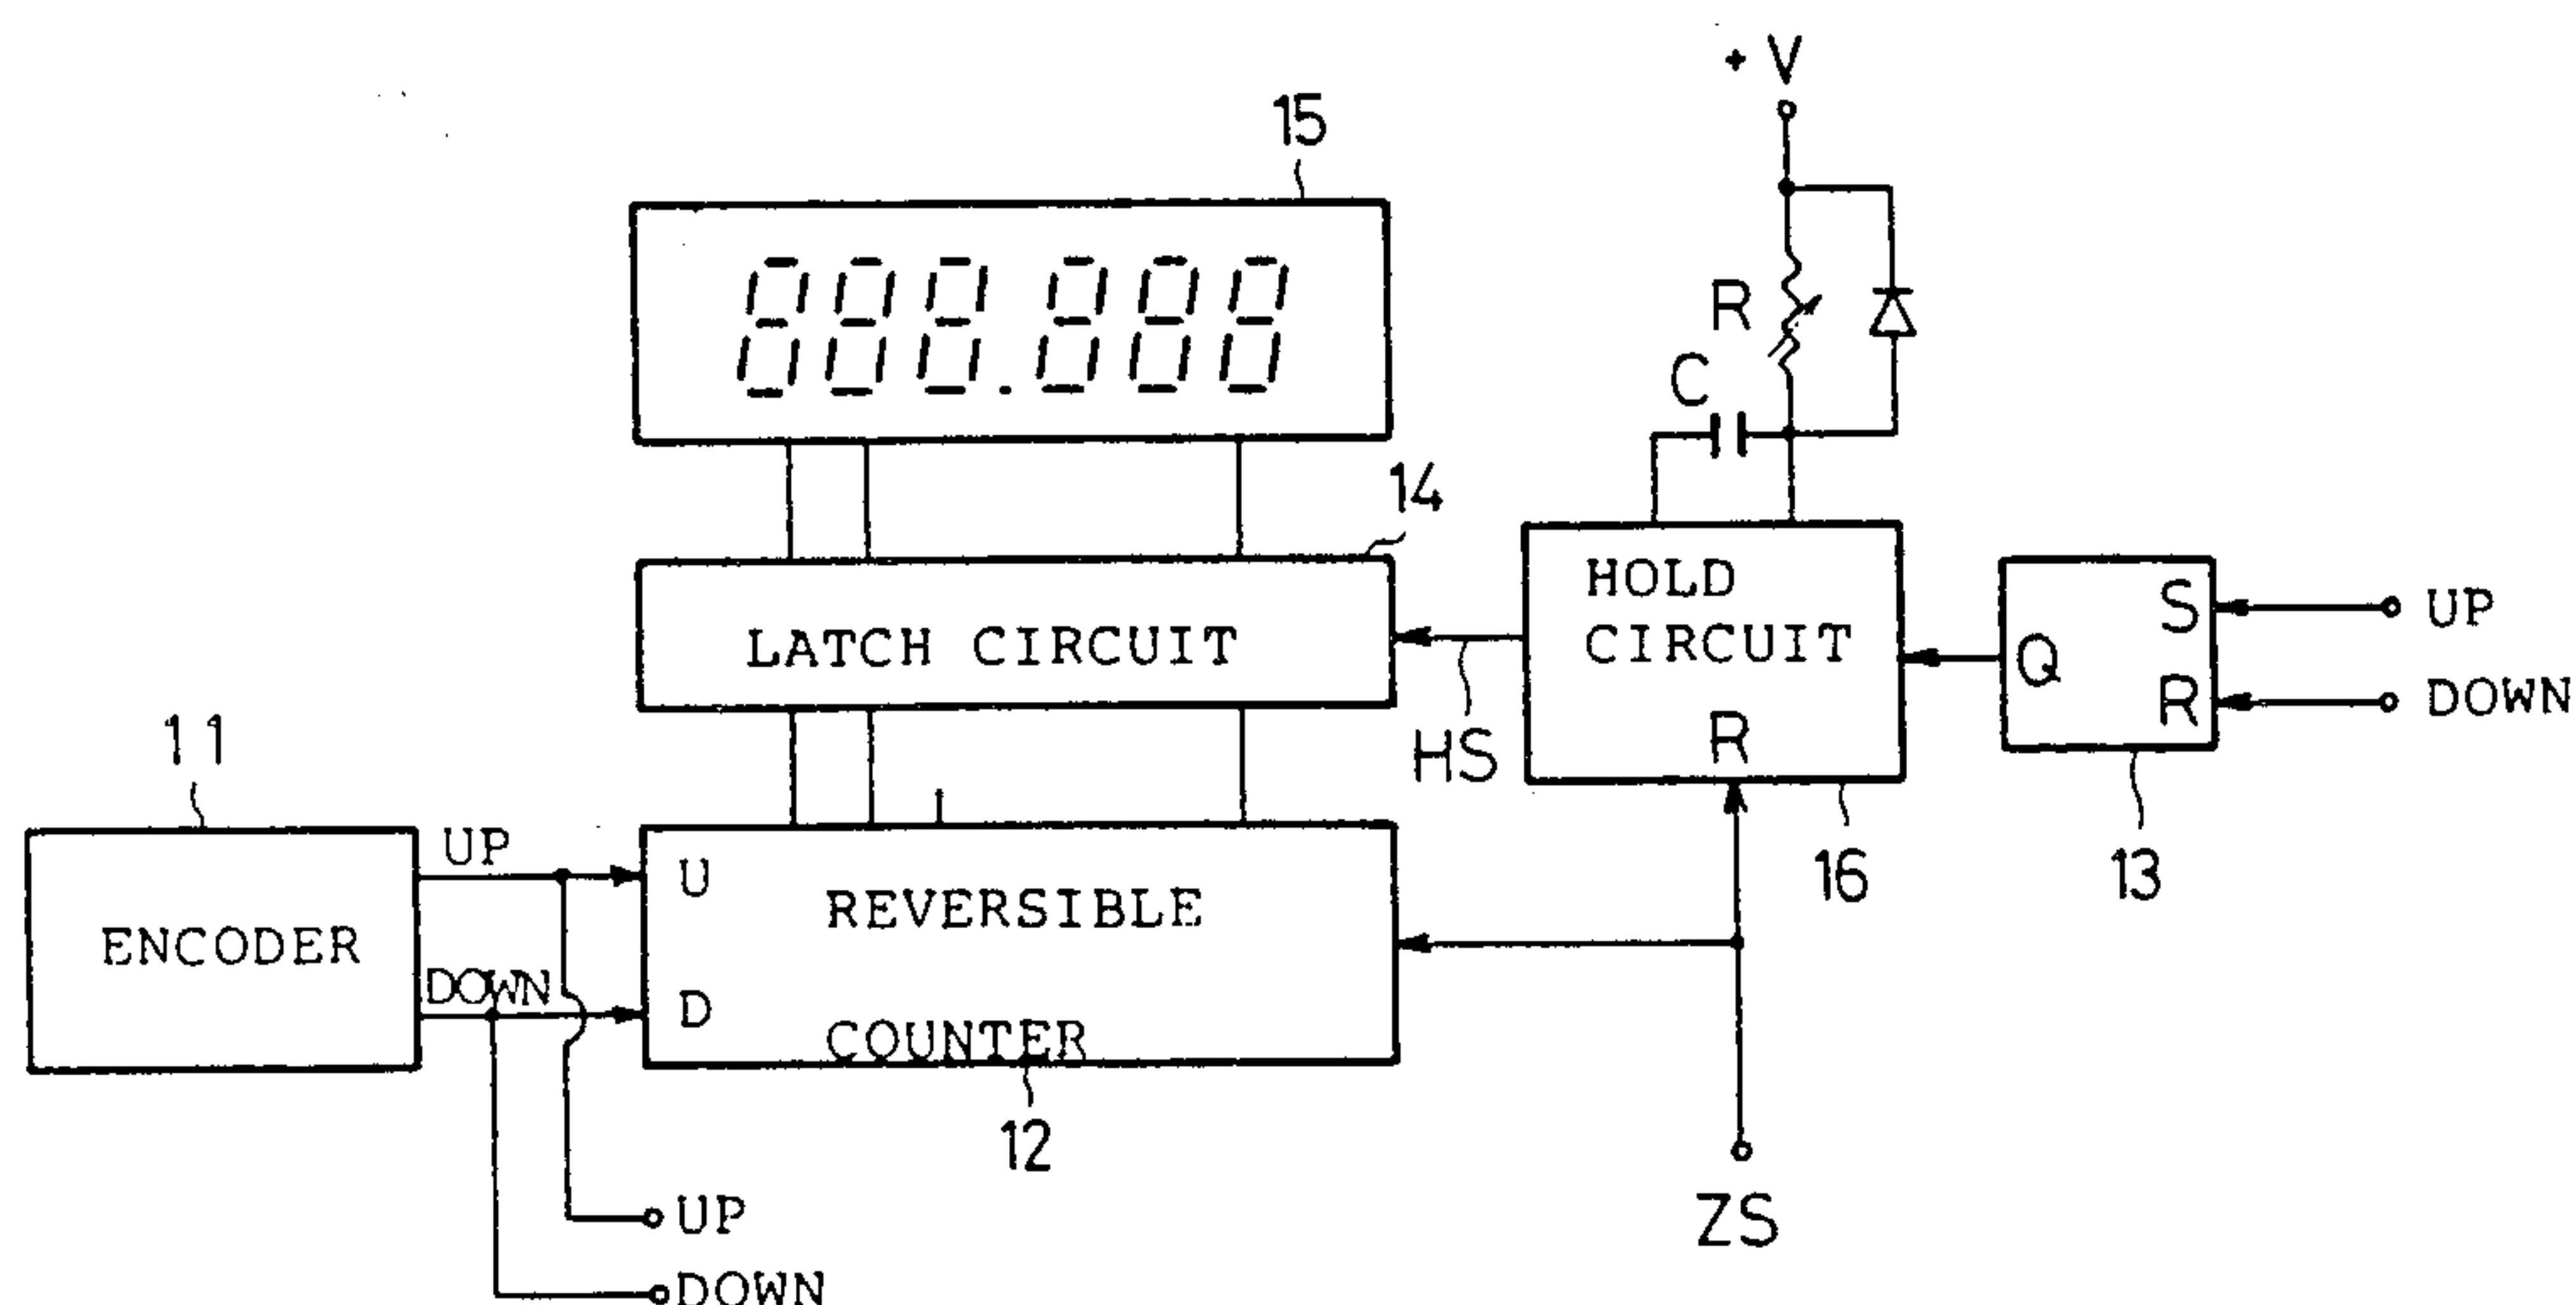 + V
15
888.888
R
C
14
HOLD
CIRCUIT
R
S
R
Q
UP
DOWN
LATCH CIRCUIT
HS
11
16
13
UP
DOWN
ENCODER
U
D
REVERSIBLE
COUNTER
12
ZS
UP
DOWN